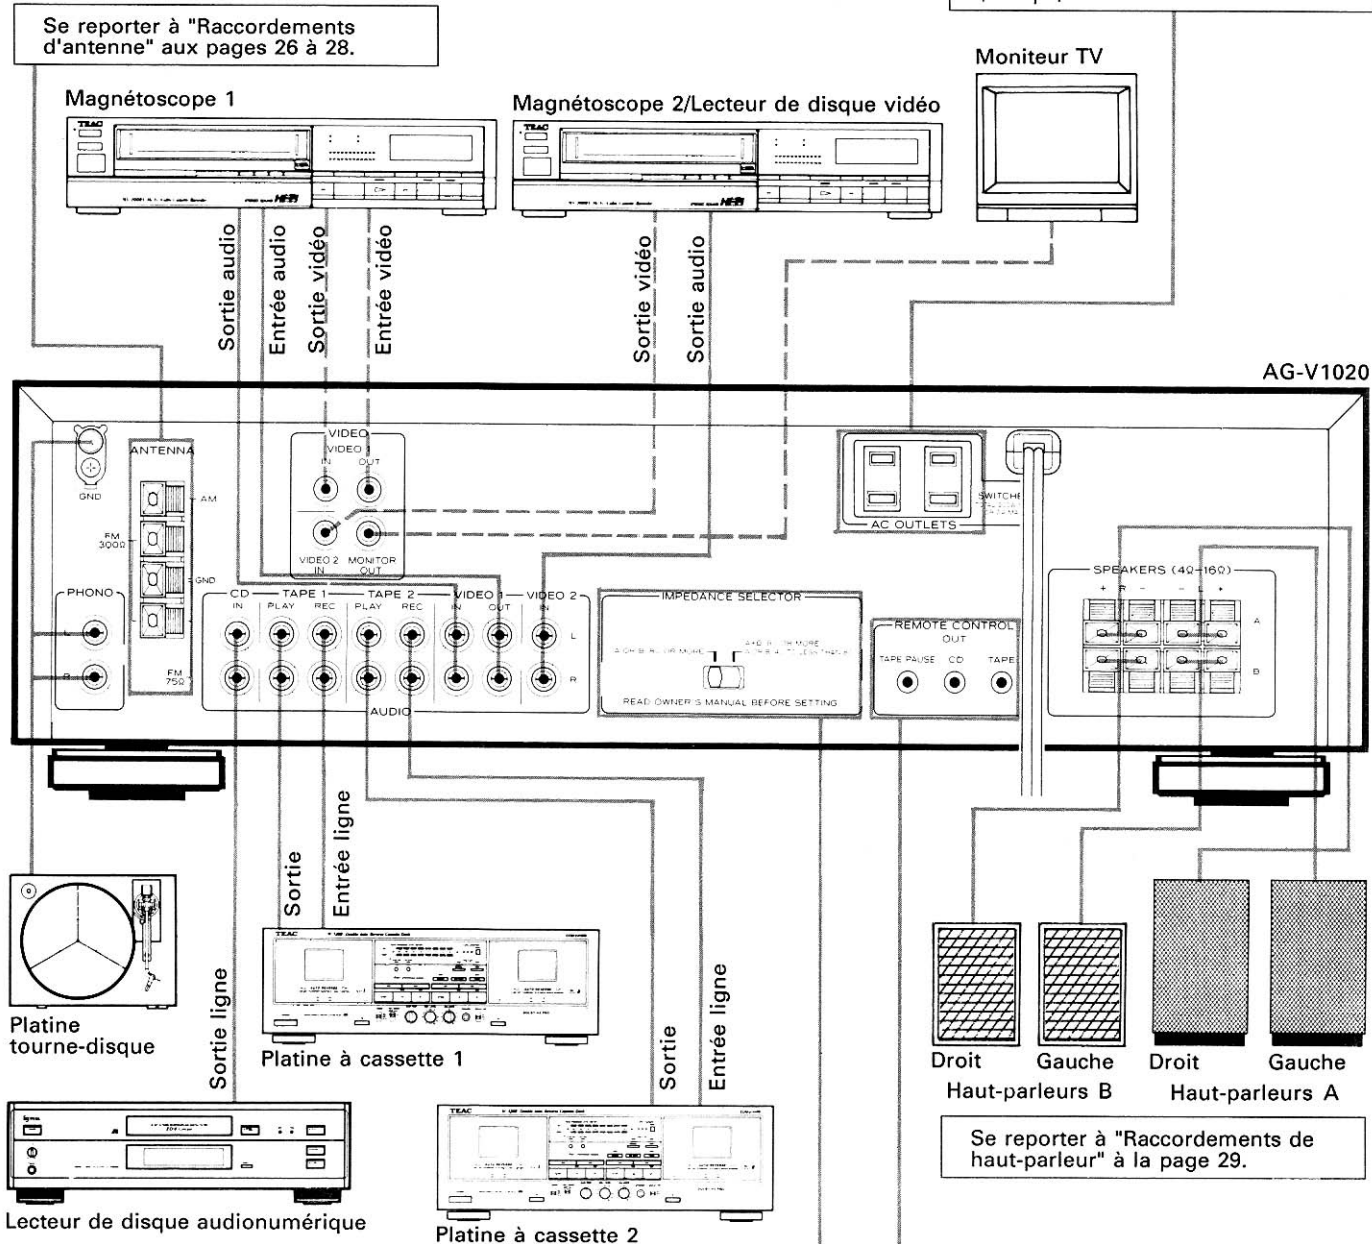 Se reporter à "Raccordements
d'antenne" aux pages 26 à 28.
Moniteur TV
Magnétoscope 1
Magnétoscope 2/Lecteur de disque vidéo
TEAC
TEAC
Sortie audio
Entrée audio
Sortie vidéo
Entrée vidéo
Sortie vidéo
Sortie audio
AG-V1020
VIDEO
VIDEO 1
IN OUT
ANTENNA
GND
AM
FM
300Ω
GND
FM
75Ω
VIDEO 2
IN
MONITOR
OUT
AC OUTLETS
SPEAKERS (4Ω–16Ω)
+ R - - L +
A
B
PHONO
L
R
CD TAPE 1 TAPE 2 VIDEO 1 VIDEO 2
IN PLAY REC PLAY REC IN OUT IN
L
R
AUDIO
IMPEDANCE SELECTOR
READ OWNER'S MANUAL BEFORE SETTING
REMOTE CONTROL
OUT
TAPE PAUSE CD TAPE
Sortie
Entrée ligne
Sortie ligne
Sortie
Entrée ligne
Platine
tourne-disque
TEAC
Platine à cassette 1
Droit Gauche Droit Gauche
Haut-parleurs B Haut-parleurs A
Se reporter à "Raccordements de
haut-parleur" à la page 29.
Lecteur de disque audionumérique
TEAC
Platine à cassette 2